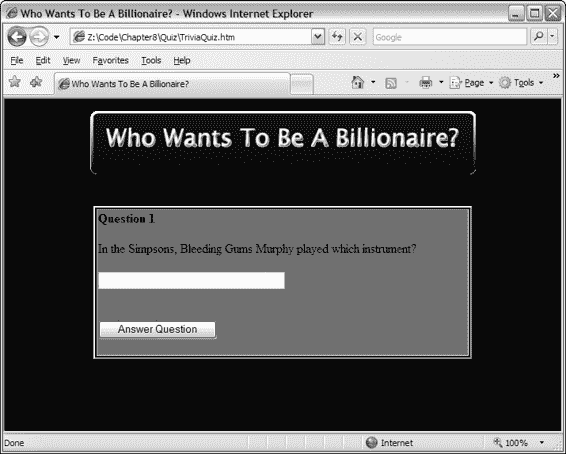 Who Wants To Be A Billionaire? - Windows Internet Explorer
Z:\Code\Chapter8\Quiz\TriviaQuiz.htm
Google
File Edit View Favorites Tools Help
Who Wants To Be A Billionaire?
Page Tools »
Who Wants To Be A Billionaire?
Question 1
In the Simpsons, Bleeding Gums Murphy played which instrument?
Answer Question
Done
Internet
100%